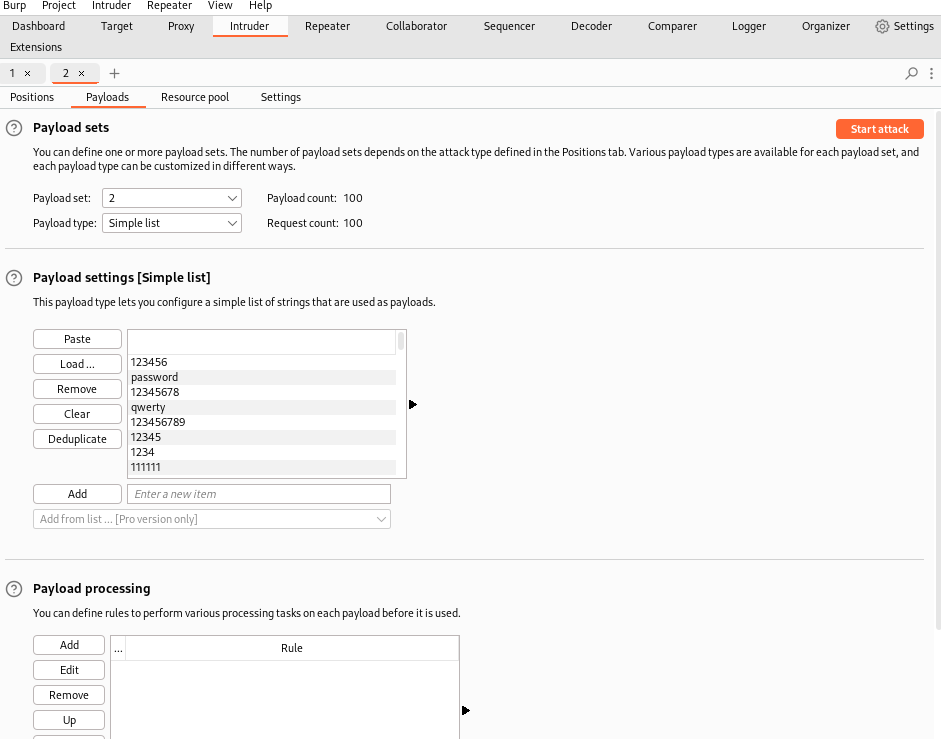 Burp Project Intruder Repeater View Help
Dashboard Target Proxy Intruder Repeater Collaborator Sequencer Decoder Comparer Logger Organizer Settings
Extensions
1 × 2 × +
Positions Payloads Resource pool Settings
? Payload sets Start attack
You can define one or more payload sets. The number of payload sets depends on the attack type defined in the Positions tab. Various payload types are available for each payload set, and
each payload type can be customized in different ways.
Payload set: 2 Payload count: 100
Payload type: Simple list Request count: 100
? Payload settings [Simple list]
This payload type lets you configure a simple list of strings that are used as payloads.
Paste
Load ...
Remove
Clear
Deduplicate
123456
password
12345678
qwerty
123456789
12345
1234
111111
Add Enter a new item
Add from list ... [Pro version only]
? Payload processing
You can define rules to perform various processing tasks on each payload before it is used.
Add ... Rule
Edit
Remove
Up